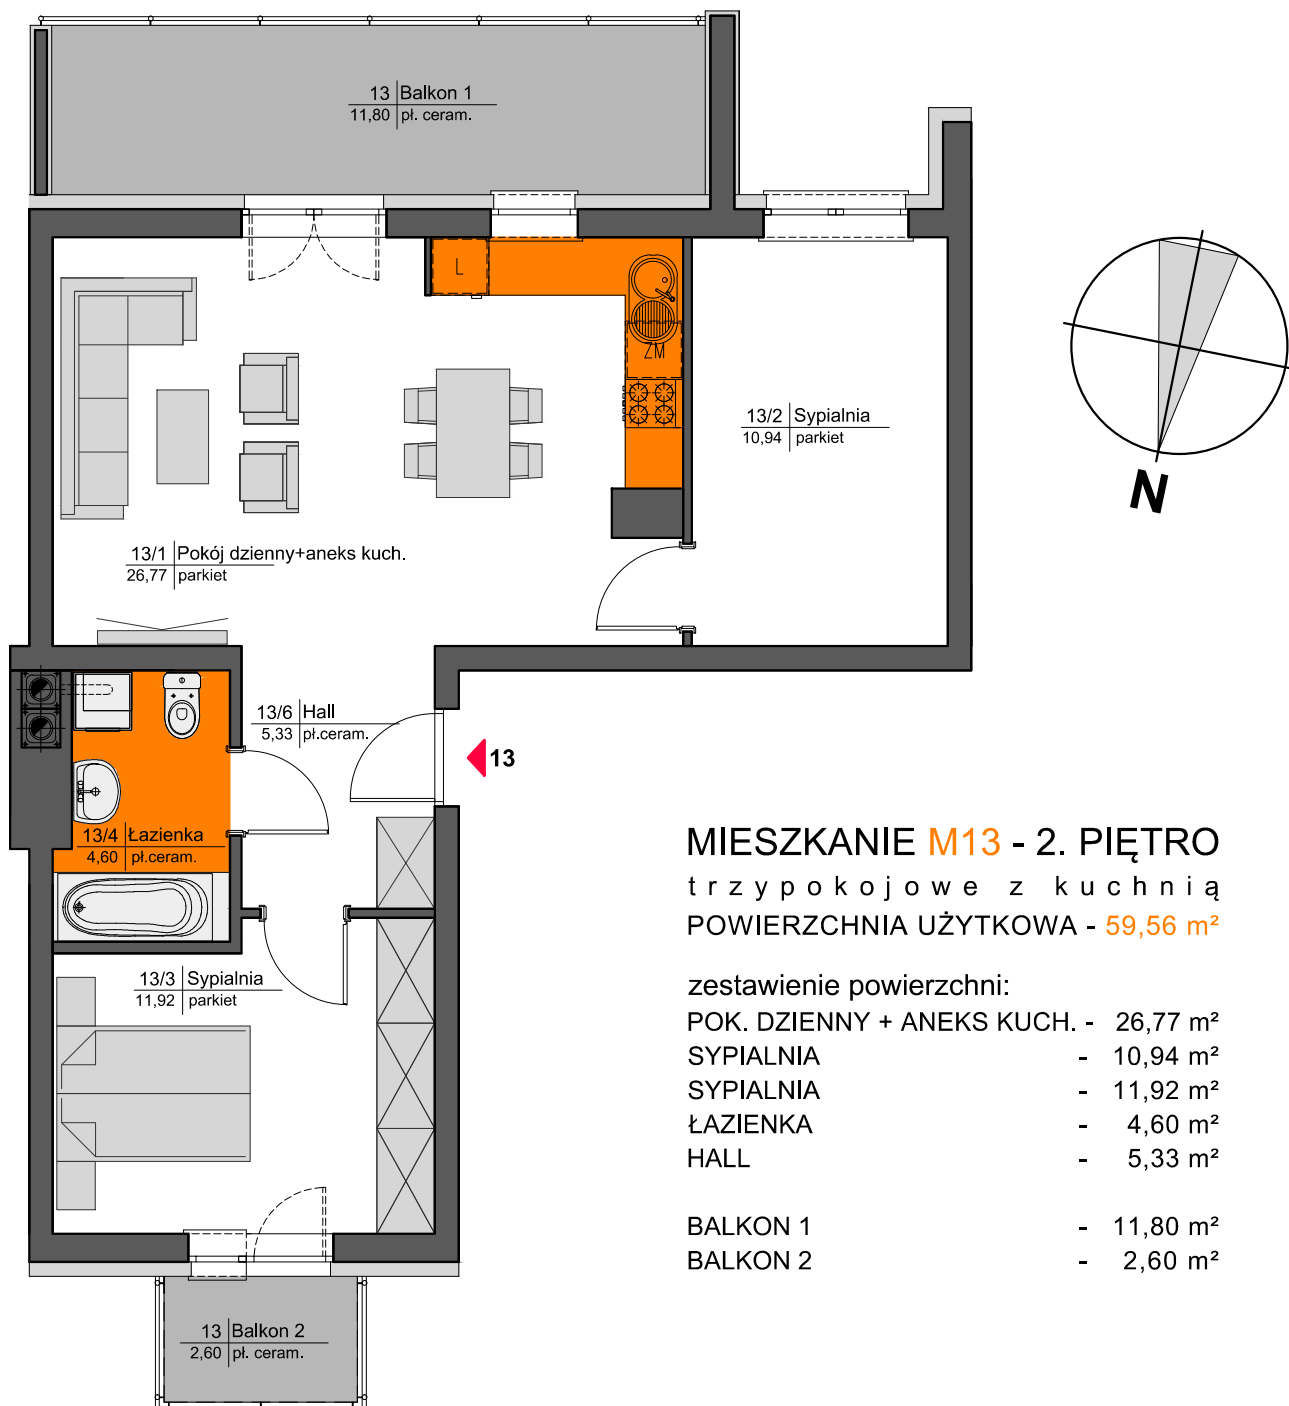 13 Balkon 1
11,80 pł. ceram.
L
ZM
13/2 Sypialnia
10,94 parkiet
N
13/1 Pokój dzienny+aneks kuch.
26,77 parkiet
13/6 Hall
5,33 pł.ceram.
13
13/4 Łazienka
4,60 pł.ceram.
13/3 Sypialnia
11,92 parkiet
13 Balkon 2
2,60 pł. ceram.
MIESZKANIE M13 - 2. PIĘTRO
trzypokojowe z kuchnią
POWIERZCHNIA UŻYTKOWA - 59,56 m²
zestawienie powierzchni:
POK. DZIENNY + ANEKS KUCH. - 26,77 m²
SYPIALNIA - 10,94 m²
SYPIALNIA - 11,92 m²
ŁAZIENKA - 4,60 m²
HALL - 5,33 m²
BALKON 1 - 11,80 m²
BALKON 2 - 2,60 m²